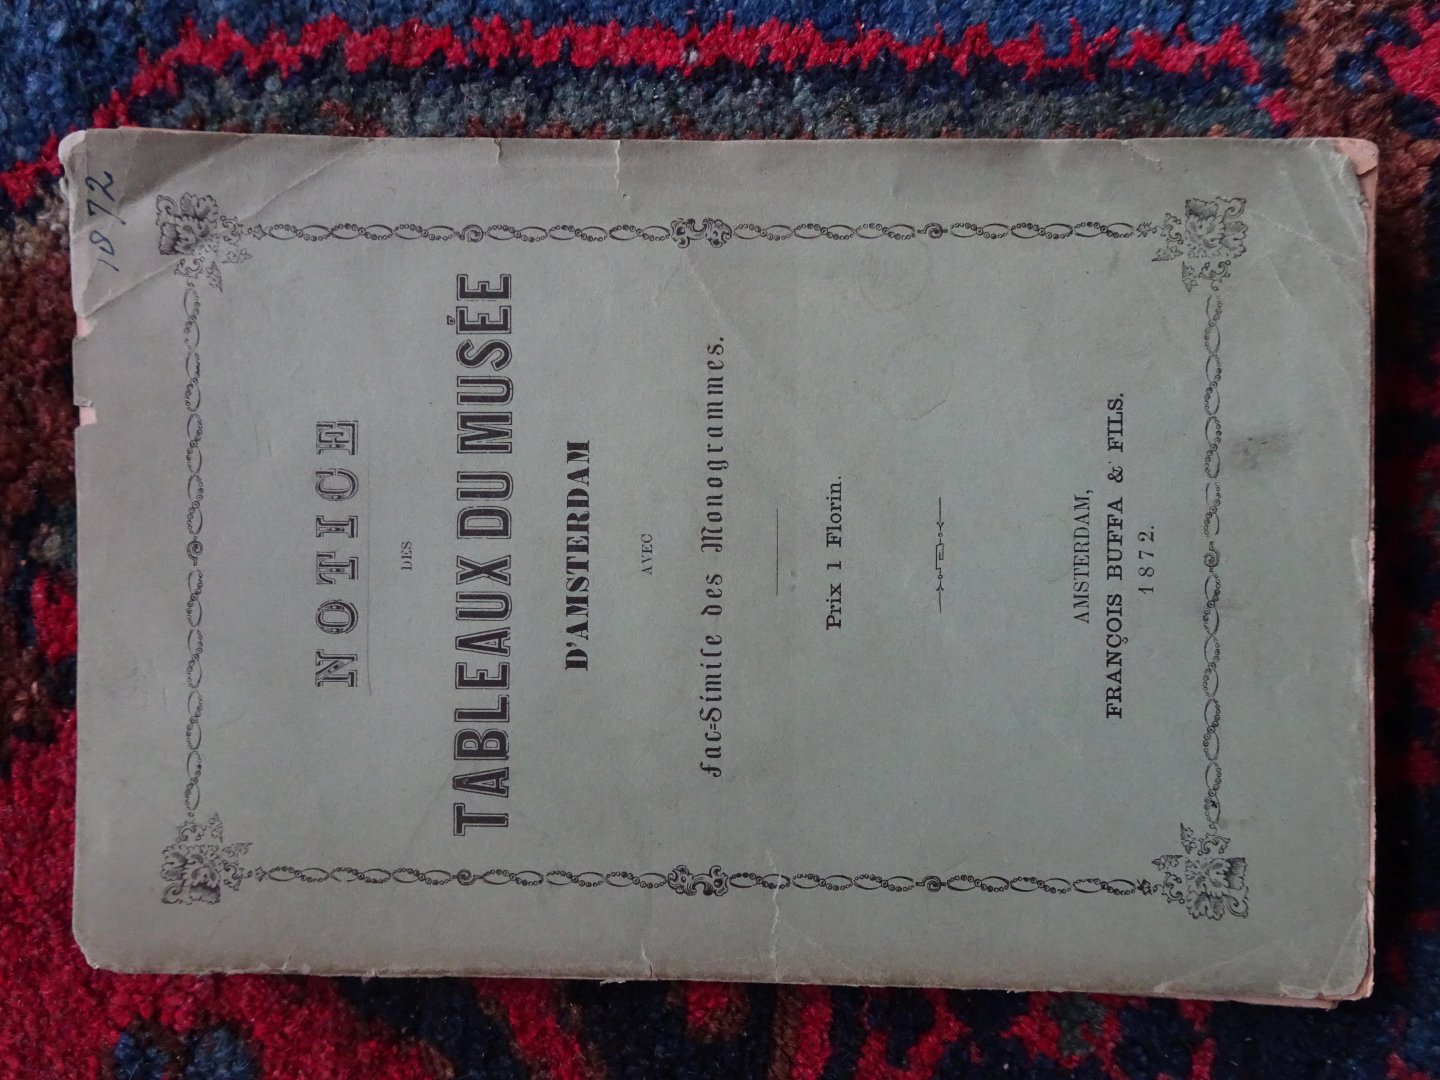 1872
NOTICE
DES
TABLEAUX DU MUSÉE
D'AMSTERDAM
AVEC
Fac=Simile des Monogrammes.
Prix 1 Florin.
AMSTERDAM,
FRANÇOIS BUFFA & FILS.
1872.